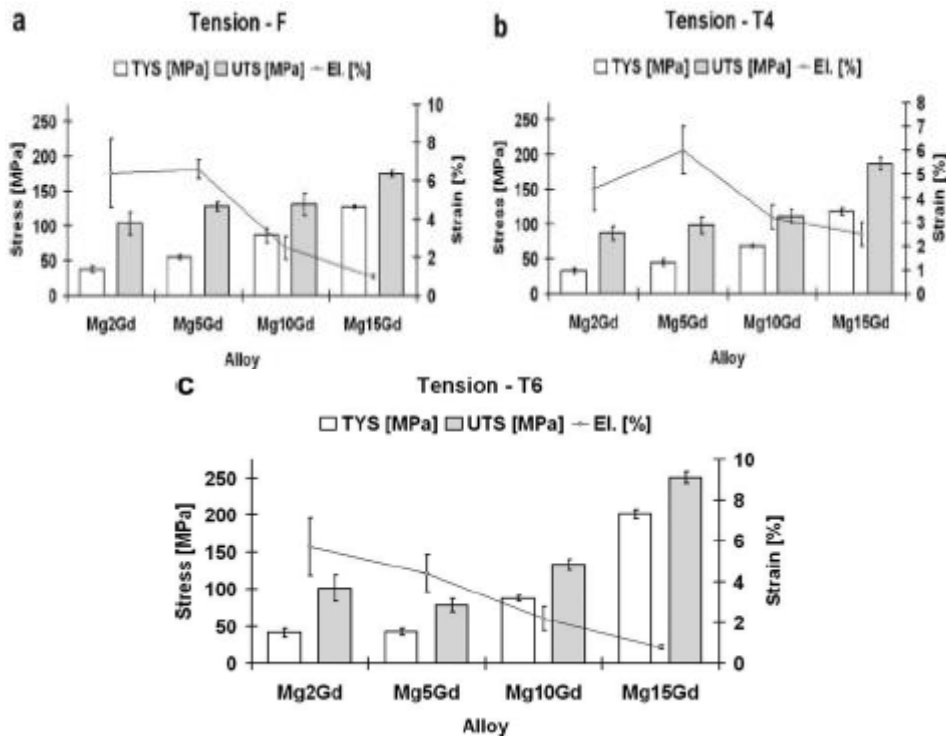 a
Tension - F
TYS [MPa] UTS [MPa] El. [%]
Stress [MPa]
250
200
150
100
50
0
10
8
6
4
2
0
Strain [%]
Mg2Gd Mg5Gd Mg10Gd Mg15Gd
Alloy
b
Tension - T4
TYS [MPa] UTS [MPa] El. [%]
Stress [MPa]
250
200
150
100
50
0
8
7
6
5
4
3
2
1
0
Strain [%]
Mg2Gd Mg5Gd Mg10Gd Mg15Gd
Alloy
c
Tension - T6
TYS [MPa] UTS [MPa] El. [%]
Stress [MPa]
250
200
150
100
50
0
10
8
6
4
2
0
Strain [%]
Mg2Gd Mg5Gd Mg10Gd Mg15Gd
Alloy